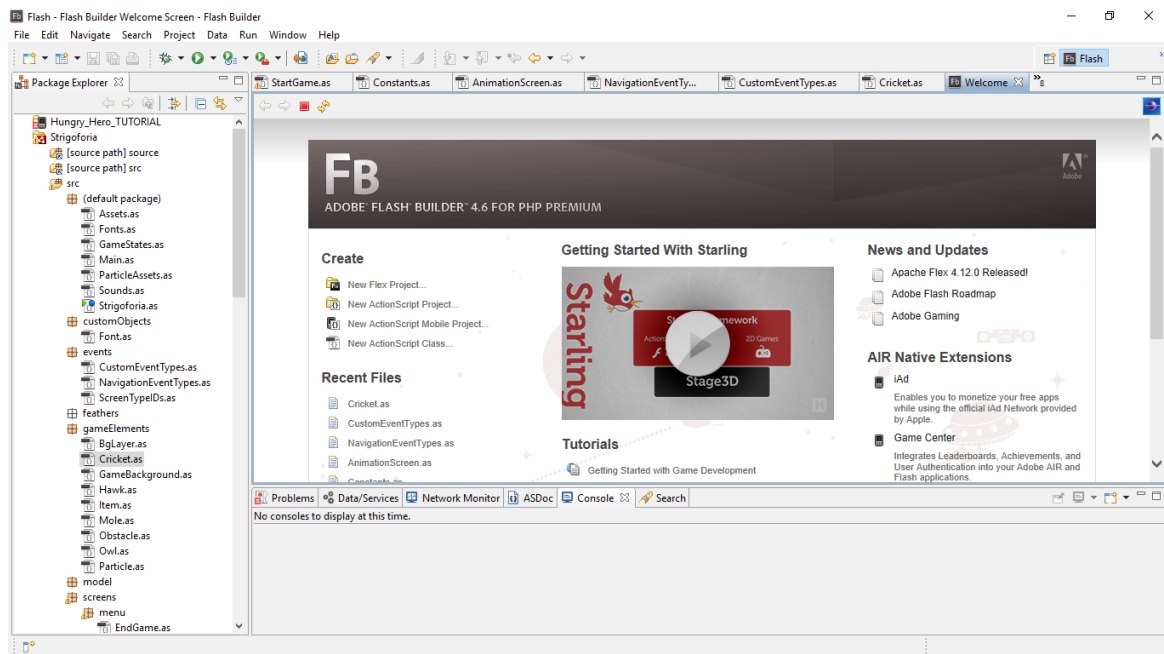 Fb Flash - Flash Builder Welcome Screen - Flash Builder
File Edit Navigate Search Project Data Run Window Help
Fb Flash
Package Explorer
StartGame.as Constants.as AnimationScreen.as NavigationEventTy... CustomEventTypes.as Cricket.as Fb Welcome »8
Hungry_Hero_TUTORIAL
Strigoforia
[source path] source
[source path] src
src
(default package)
Assets.as
Fonts.as
GameStates.as
Main.as
ParticleAssets.as
Sounds.as
Strigoforia.as
customObjects
Font.as
events
CustomEventTypes.as
NavigationEventTypes.as
ScreenTypeIDs.as
feathers
gameElements
BgLayer.as
Cricket.as
GameBackground.as
Hawk.as
Item.as
Mole.as
Obstacle.as
Owl.as
Particle.as
model
screens
menu
EndGame.as
FB
Adobe
ADOBE® FLASH® BUILDER™ 4.6 FOR PHP PREMIUM
Create
New Flex Project...
New ActionScript Project...
New ActionScript Mobile Project...
New ActionScript Class...
Recent Files
Cricket.as
CustomEventTypes.as
NavigationEventTypes.as
AnimationScreen.as
Constants.as
Getting Started With Starling
Starling
2D Games
Stage3D
Tutorials
Getting Started with Game Development
News and Updates
Apache Flex 4.12.0 Released!
Adobe Flash Roadmap
Adobe Gaming
AIR Native Extensions
iAd
Enables you to monetize your free apps
while using the official iAd Network provided
by Apple.
Game Center
Integrates Leaderboards, Achievements, and
User Authentication into your Adobe AIR and
Flash applications.
Problems Data/Services Network Monitor ASDoc Console Search
No consoles to display at this time.